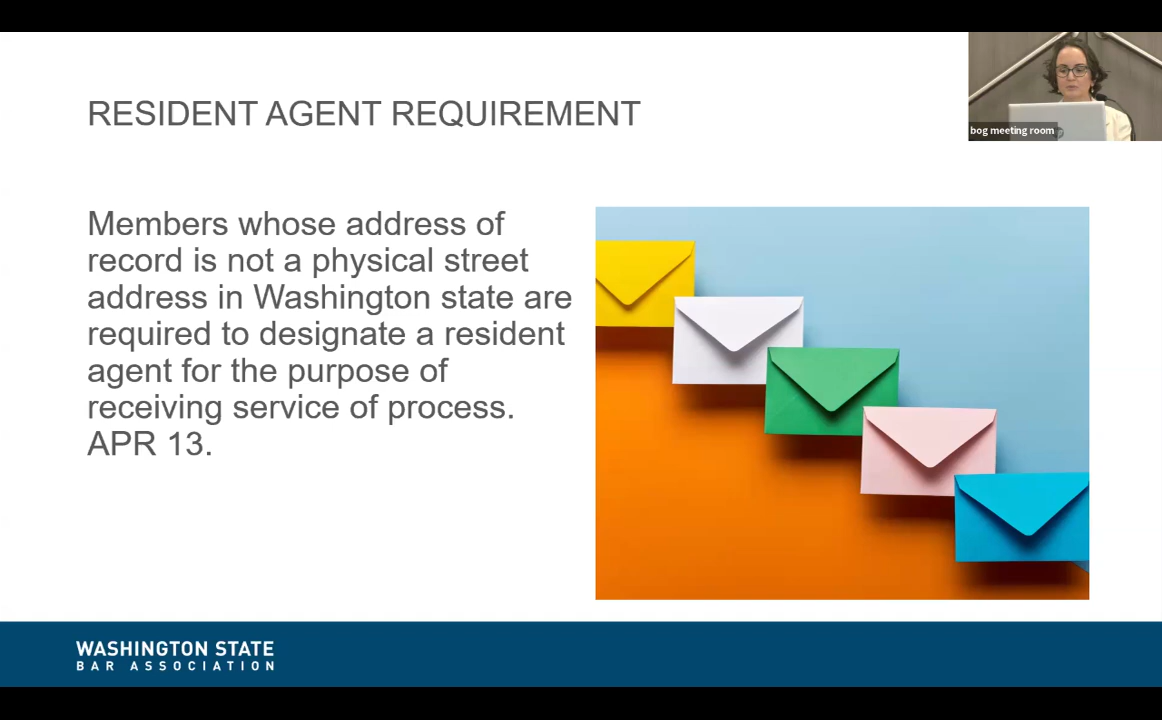 RESIDENT AGENT REQUIREMENT
bog meeting room
Members whose address of
record is not a physical street
address in Washington state are
required to designate a resident
agent for the purpose of
receiving service of process.
APR 13.
WASHINGTON STATE
BAR ASSOCIATION